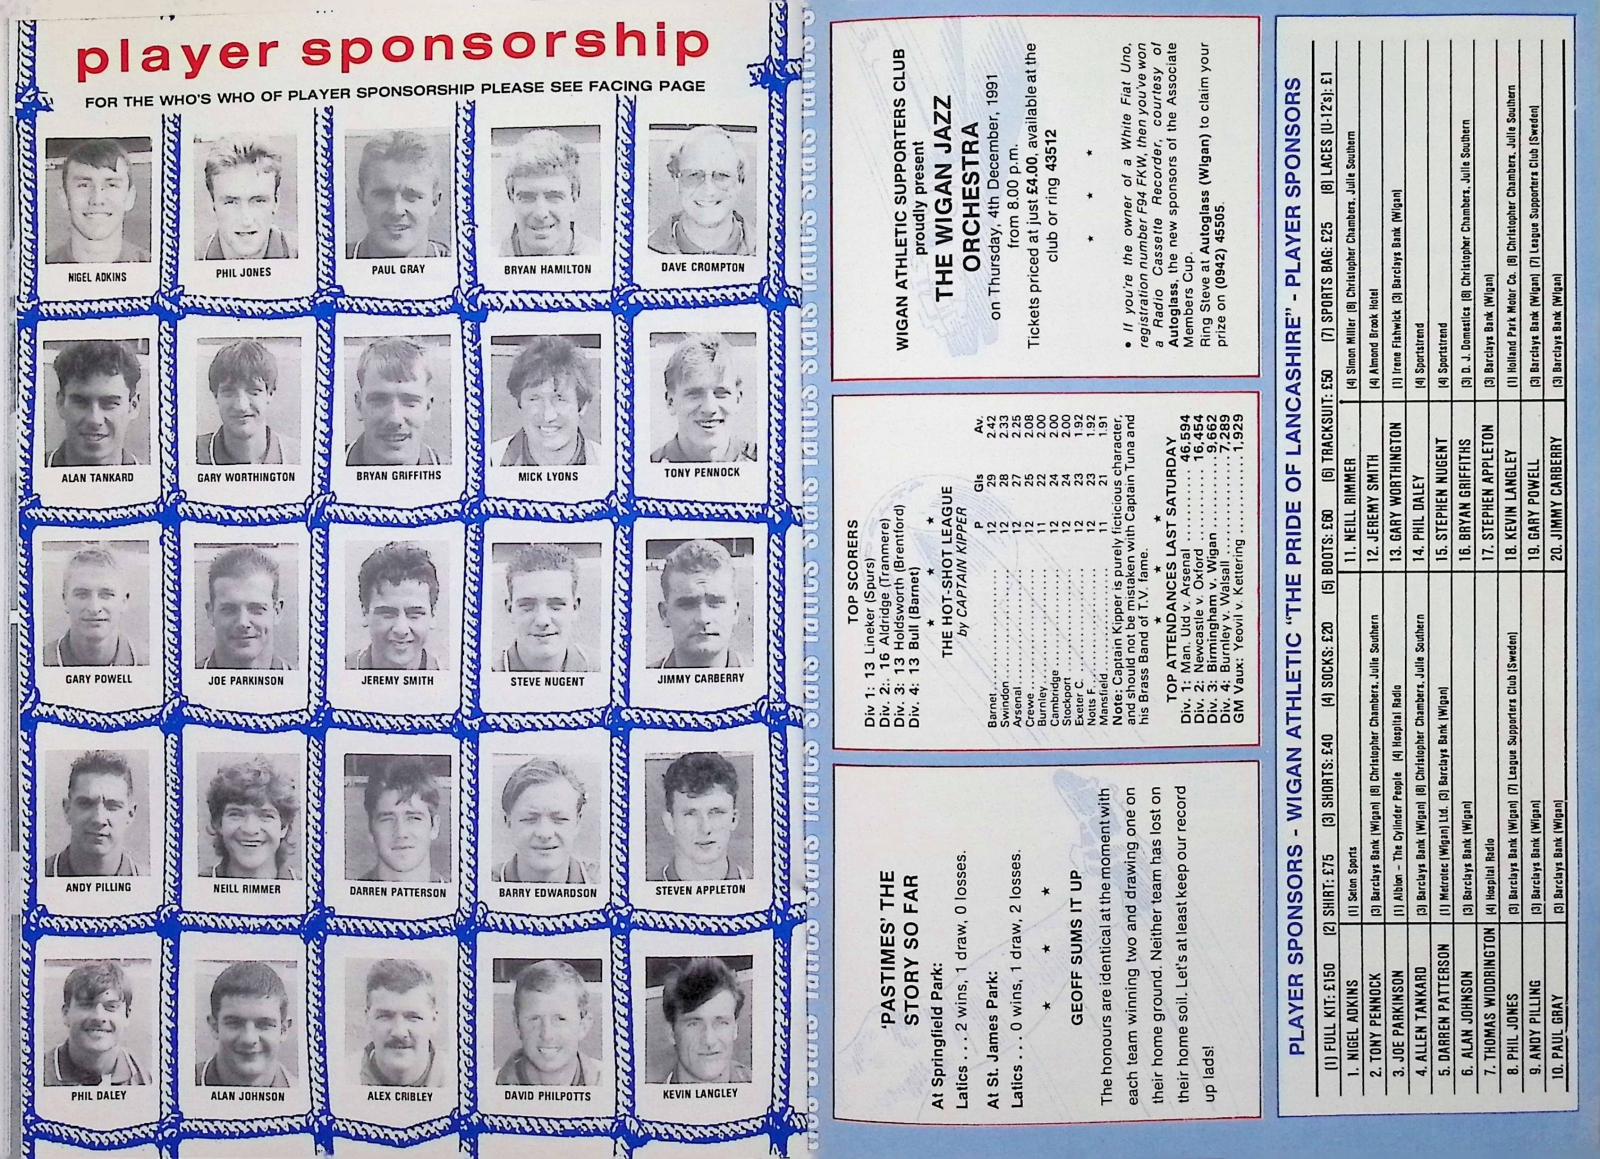 player sponsorship
FOR THE WHO'S WHO OF PLAYER SPONSORSHIP PLEASE SEE FACING PAGE
NIGEL ADKINS
PHIL JONES
PAUL GRAY
BRYAN HAMILTON
DAVE CROMPTON
ALAN TANKARD
GARY WORTHINGTON
BRYAN GRIFFITHS
MICK LYONS
TONY PENNOCK
GARY POWELL
JOE PARKINSON
JEREMY SMITH
STEVE NUGENT
JIMMY CARBERRY
ANDY PILLING
NEILL RIMMER
DARREN PATTERSON
BARRY EDWARDSON
STEVEN APPLETON
PHIL DALEY
ALAN JOHNSON
ALEX CRIBLEY
DAVID PHILPOTTS
KEVIN LANGLEY
'PASTIMES' THE
STORY SO FAR
At Springfield Park:
Latics .... 2 wins, 1 draw, 0 losses.
At St. James Park:
Latics .... 0 wins, 1 draw, 2 losses.
★ ★ ★
GEOFF SUMS IT UP
The honours are identical at the moment with
each team winning two and drawing one on
their home ground. Neither team has lost on
their home soil. Let's at least keep our record
up lads!
TOP SCORERS
Div 1: 13 Lineker (Spurs)
Div. 2:. 16 Aldridge (Tranmere)
Div. 3: 13 Holdsworth (Brentford)
Div. 4: 13 Bull (Barnet)
★ ★ ★
THE HOT-SHOT LEAGUE
by CAPTAIN KIPPER
P Gls Av.
Barnet 12 29 2.42
Swindon 12 28 2.33
Arsenal 12 27 2.25
Crewe 12 25 2.08
Burnley 11 22 2.00
Cambridge 12 24 2.00
Stockport 12 24 2.00
Exeter C. 12 23 1.92
Notts F. 12 23 1.92
Mansfield 11 21 1.91
Note: Captain Kipper is purely ficticious character,
and should not be mistaken with Captain Tuna and
his Brass Band of T.V. fame.
★ ★ ★
TOP ATTENDANCES LAST SATURDAY
Div. 1: Man. Utd v. Arsenal ........ 46,594
Div. 2: Newcastle v. Oxford ........ 16,454
Div. 3: Birmingham v. Wigan ........ 9,662
Div. 4: Burnley v. Walsall ........ 7,289
GM Vaux: Yeovil v. Kettering ........ 1,929
WIGAN ATHLETIC SUPPORTERS CLUB
proudly present
THE WIGAN JAZZ
ORCHESTRA
on Thursday, 4th December, 1991
from 8.00 p.m.
Tickets priced at just £4.00, available at the
club or ring 43512
★ ★ ★
• If you're the owner of a White Fiat Uno,
registration number F94 FKW, then you've won
a Radio Cassette Recorder, courtesy of
Autoglass, the new sponsors of the Associate
Members Cup.
Ring Steve at Autoglass (Wigan) to claim your
prize on (0942) 45505.
PLAYER SPONSORS - WIGAN ATHLETIC "THE PRIDE OF LANCASHIRE" - PLAYER SPONSORS
(1) FULL KIT: £150 (2) SHIRT: £75 (3) SHORTS: £40 (4) SOCKS: £20 (5) BOOTS: £60 (6) TRACKSUIT: £50 (7) SPORTS BAG: £25 (8) LACES (U-12's): £1
1. NIGEL ADKINS (1) Sekton Sports
2. TONY PENNOCK (3) Barclays Bank (Wigan) (8) Christopher Chambers, Julie Southern
3. JOE PARKINSON (1) Albion - The Cylinder People (4) Hospital Radio
4. ALLEN TANKARD (3) Barclays Bank (Wigan) (8) Christopher Chambers, Julie Southern
5. DARREN PATTERSON (1) Metrotec (Wigan) Ltd. (3) Barclays Bank (Wigan)
6. ALAN JOHNSON (3) Barclays Bank (Wigan)
7. THOMAS WIDDRINGTON (4) Hospital Radio
8. PHIL JONES (3) Barclays Bank (Wigan) (7) League Supporters Club (Sweden)
9. ANDY PILLING (3) Barclays Bank (Wigan)
10. PAUL GRAY (3) Barclays Bank (Wigan)
11. NEILL RIMMER (4) Simon Miller (8) Christopher Chambers, Julie Southern
12. JEREMY SMITH (4) Almond Brook Hotel
13. GARY WORTHINGTON (1) Irene Fishwick (3) Barclays Bank (Wigan)
14. PHIL DALEY (4) Sportstrend
15. STEPHEN NUGENT (4) Sportstrend
16. BRYAN GRIFFITHS (3) D. J. Domestics (8) Christopher Chambers, Julie Southern
17. STEPHEN APPLETON (3) Barclays Bank (Wigan)
18. KEVIN LANGLEY (1) Holland Park Motor Co. (8) Christopher Chambers, Julie Southern
19. GARY POWELL (3) Barclays Bank (Wigan) (7) League Supporters Club (Sweden)
20. JIMMY CARBERRY (3) Barclays Bank (Wigan)